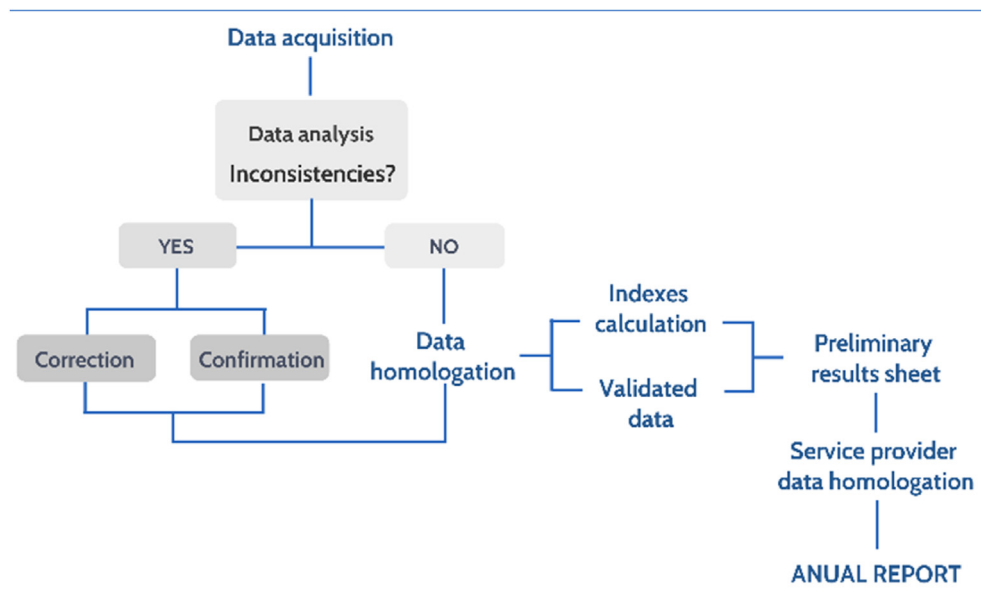 Data acquisition
Data analysis
Inconsistencies?
YES
NO
Correction
Confirmation
Data
homologation
Indexes
calculation
Validated
data
Preliminary
results sheet
Service provider
data homologation
ANUAL REPORT